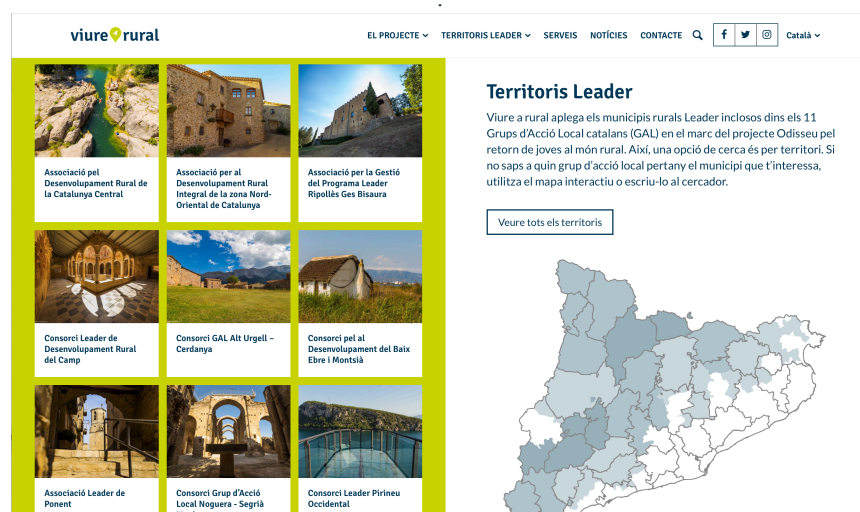 viure rural
EL PROJECTE
TERRITORIS LEADER
SERVEIS
NOTÍCIES
CONTACTE
Català
Associació pel
Desenvolupament Rural de
la Catalunya Central
Associació per al
Desenvolupament Rural
Integral de la zona Nord-
Oriental de Catalunya
Associació per la Gestió
del Programa Leader
Ripollès Ges Bisaura
Consorci Leader de
Desenvolupament Rural
del Camp
Consorci GAL Alt Urgell –
Cerdanya
Consorci pel al
Desenvolupament del Baix
Ebre i Montsià
Associació Leader de
Ponent
Consorci Grup d'Acció
Local Noguera - Segrià
Consorci Leader Pirineu
Occidental
Territoris Leader
Viure a rural aplega els municipis rurals Leader inclosos dins els 11
Grups d'Acció Local catalans (GAL) en el marc del projecte Odisseu pel
retorn de joves al món rural. Així, una opció de cerca és per territori. Si
no saps a quin grup d'acció local pertany el municipi que t'interessa,
utilitza el mapa interactiu o escriu-lo al cercador.
Veure tots els territoris